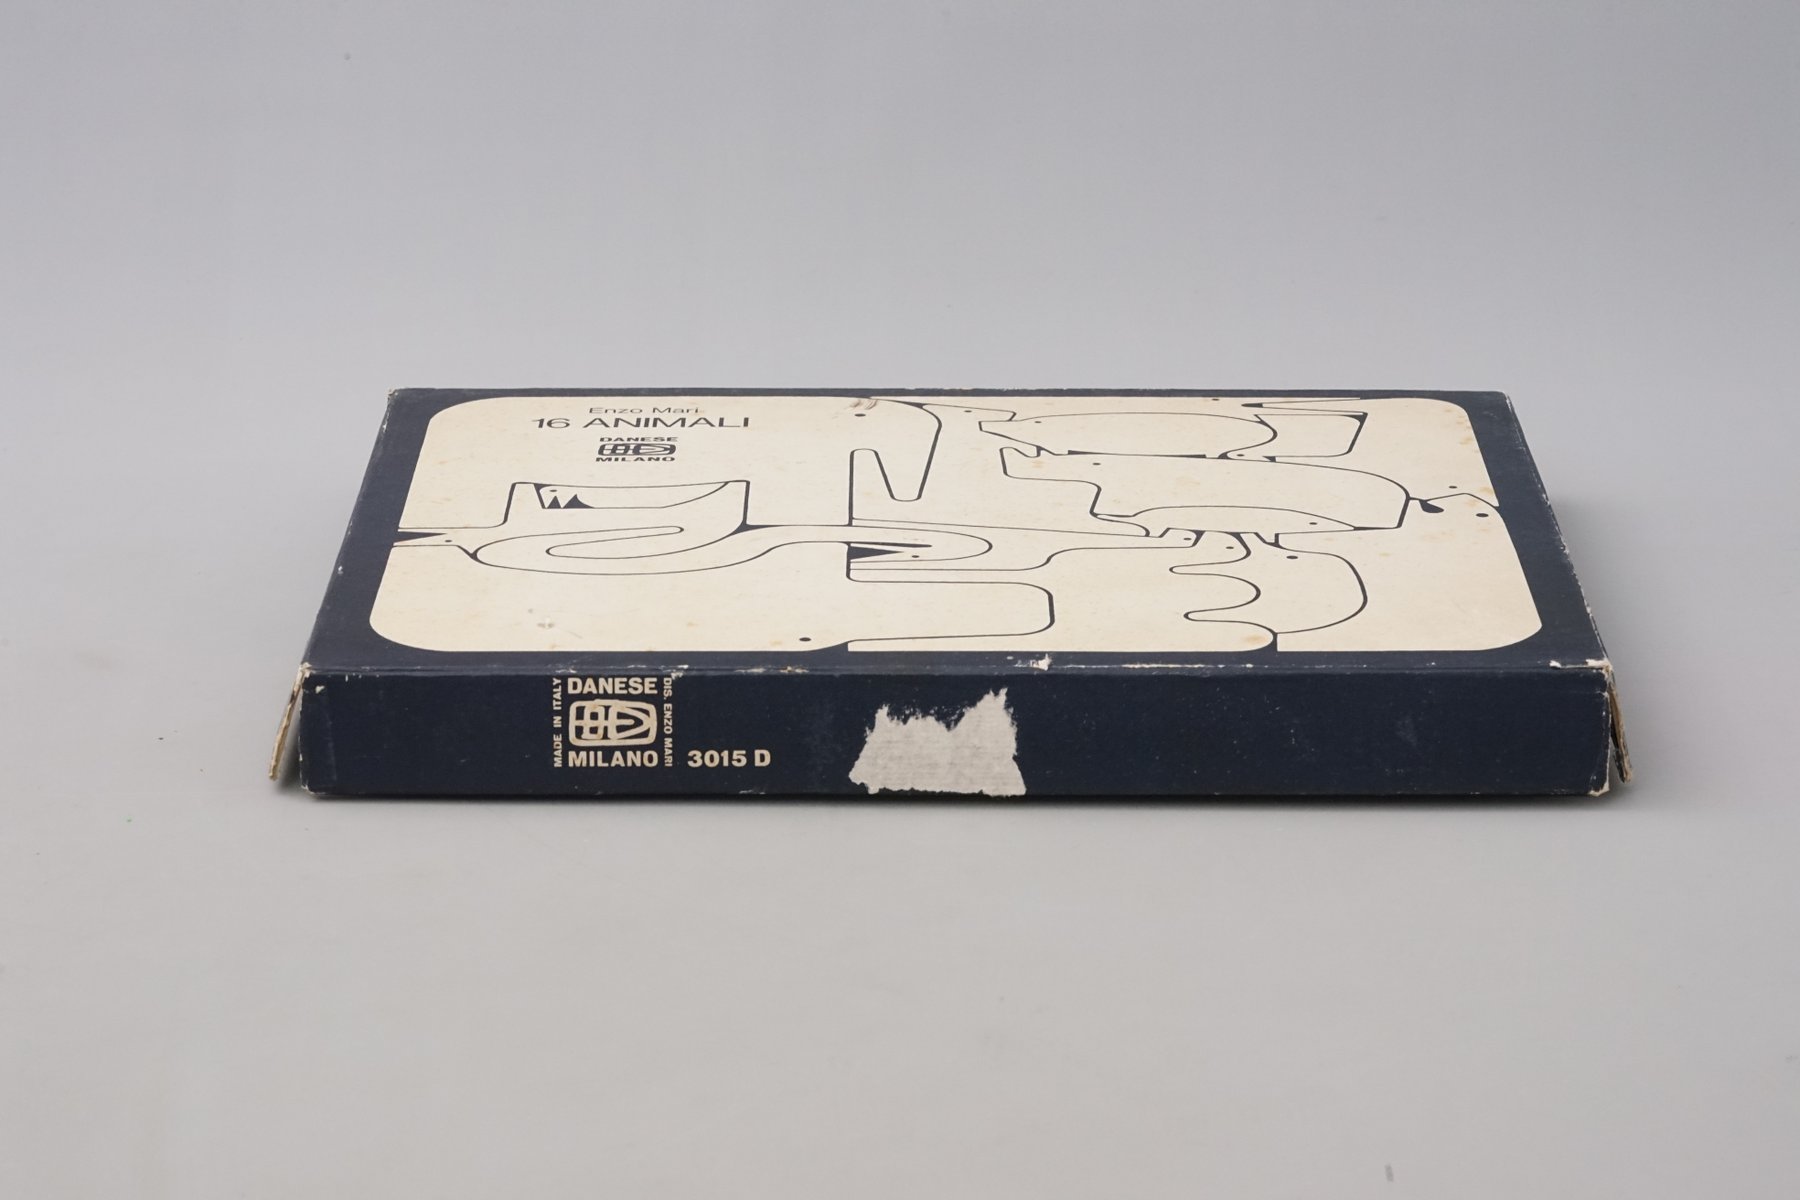 Enzo Mari
16 ANIMALI
DANESE
MILANO
MADE IN ITALY
DANESE
MILANO
DIS. ENZO MARI
3015 D